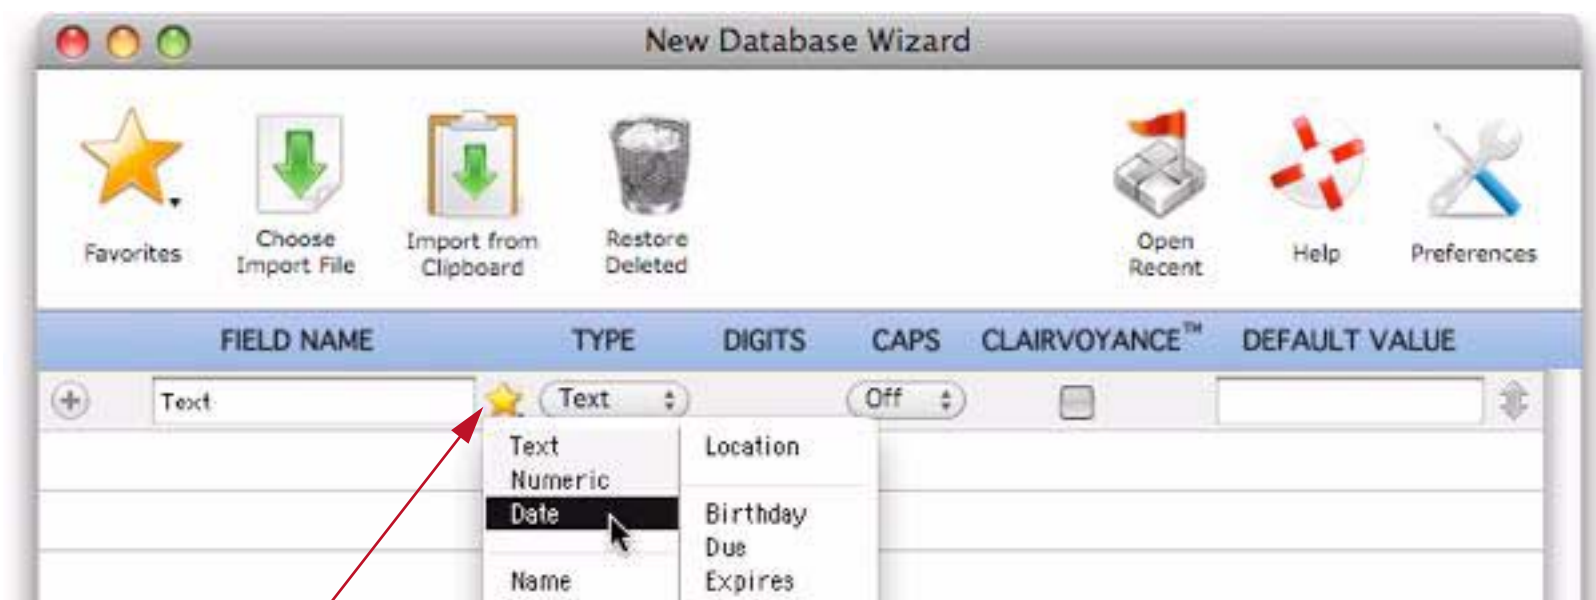 New Database Wizard
Favorites
Choose
Import File
Import from
Clipboard
Restore
Deleted
Open
Recent
Help
Preferences
FIELD NAME TYPE DIGITS CAPS CLAIRVOYANCE™ DEFAULT VALUE
Text Text Off
Text
Numeric
Date
Name
Location
Birthday
Due
Expires